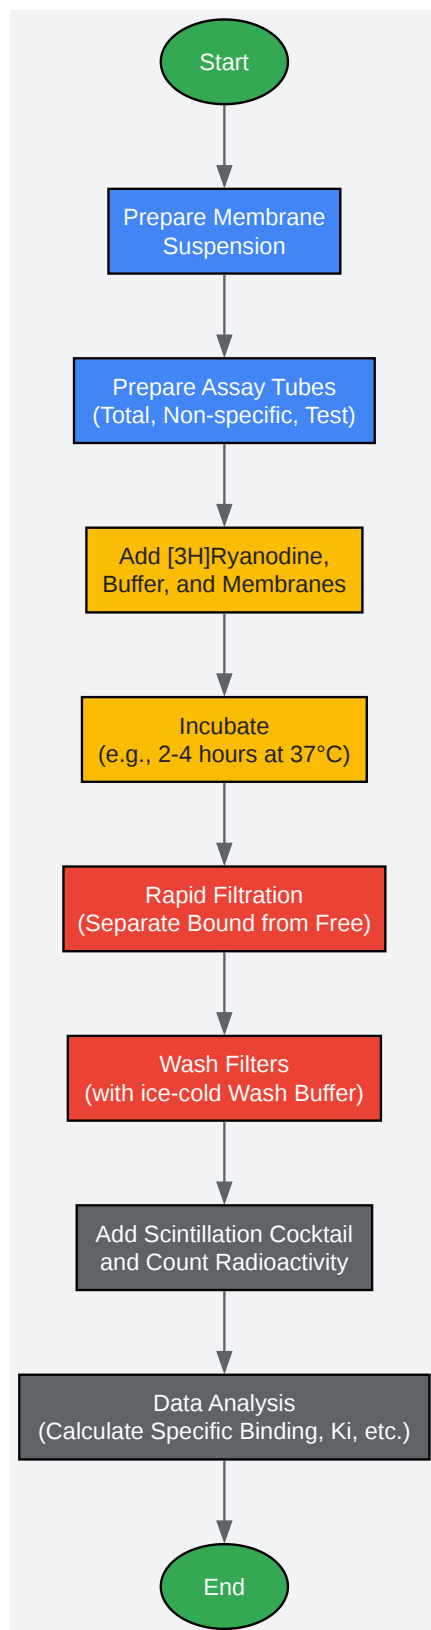 Start
Prepare Membrane
Suspension
Prepare Assay Tubes
(Total, Non-specific, Test)
Add [3H]Ryanodine,
Buffer, and Membranes
Incubate
(e.g., 2-4 hours at 37°C)
Rapid Filtration
(Separate Bound from Free)
Wash Filters
(with ice-cold Wash Buffer)
Add Scintillation Cocktail
and Count Radioactivity
Data Analysis
(Calculate Specific Binding, Ki, etc.)
End